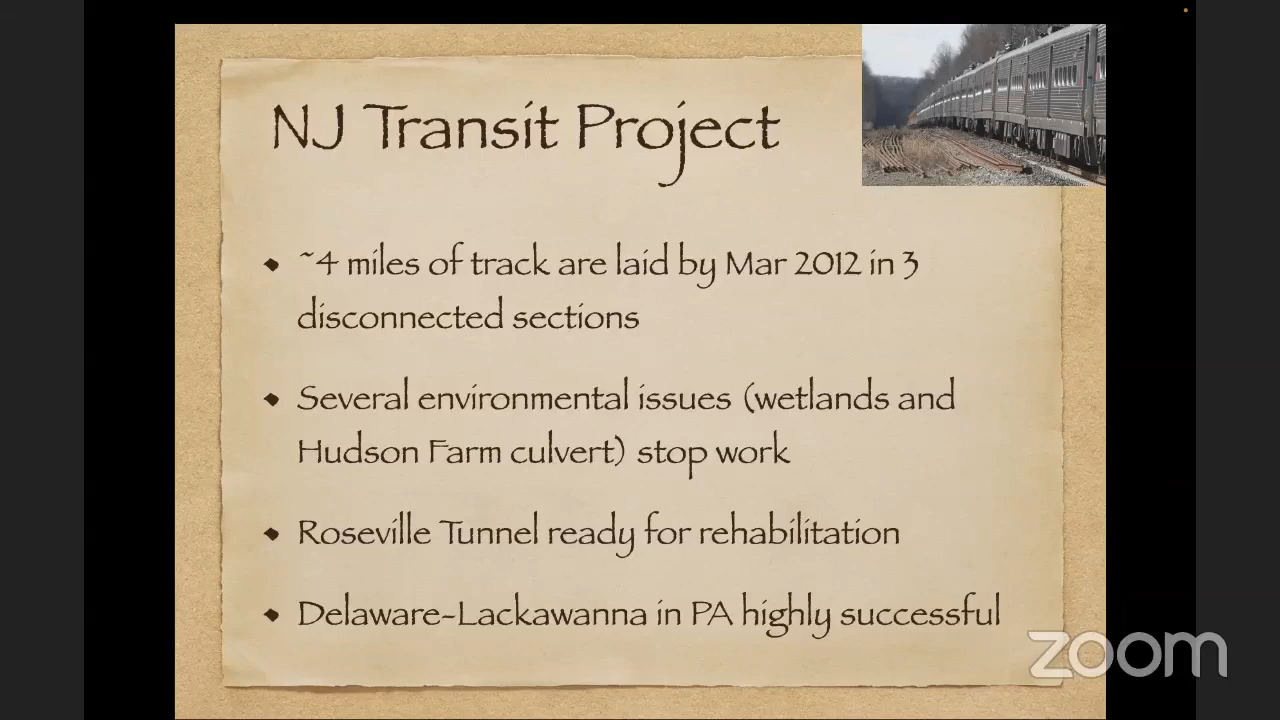 NJ Transit Project
• ~4 miles of track are laid by Mar 2012 in 3
disconnected sections
• Several environmental issues (wetlands and
Hudson Farm culvert) stop work
• Roseville Tunnel ready for rehabilitation
• Delaware-Lackawanna in PA highly successful
zoom